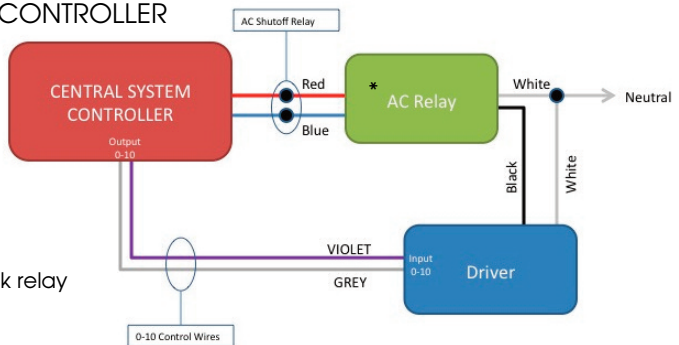 CONTROLLER
AC Shutoff Relay
CENTRAL SYSTEM
CONTROLLER
Output
0-10
Red
Blue
*
AC Relay
White
Neutral
Black
White
VIOLET
GREY
Input
0-10
Driver
k relay
0-10 Control Wires